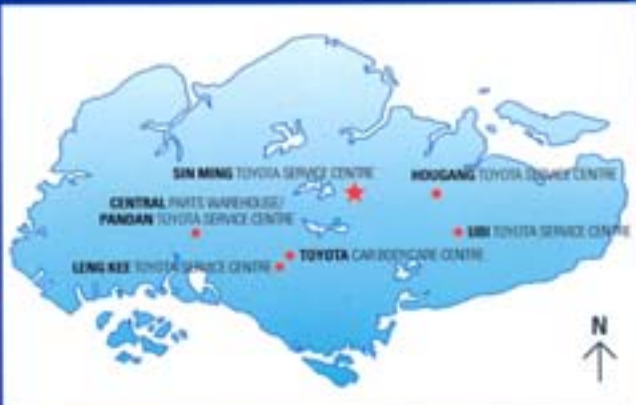 SIN MING TOYOTA SERVICE CENTRE
HOUGANG TOYOTA SERVICE CENTRE
CENTRAL PARTS WAREHOUSE/
PANDAN TOYOTA SERVICE CENTRE
UBI TOYOTA SERVICE CENTRE
TOYOTA CAR BODYCARE CENTRE
LENG KEE TOYOTA SERVICE CENTRE
N